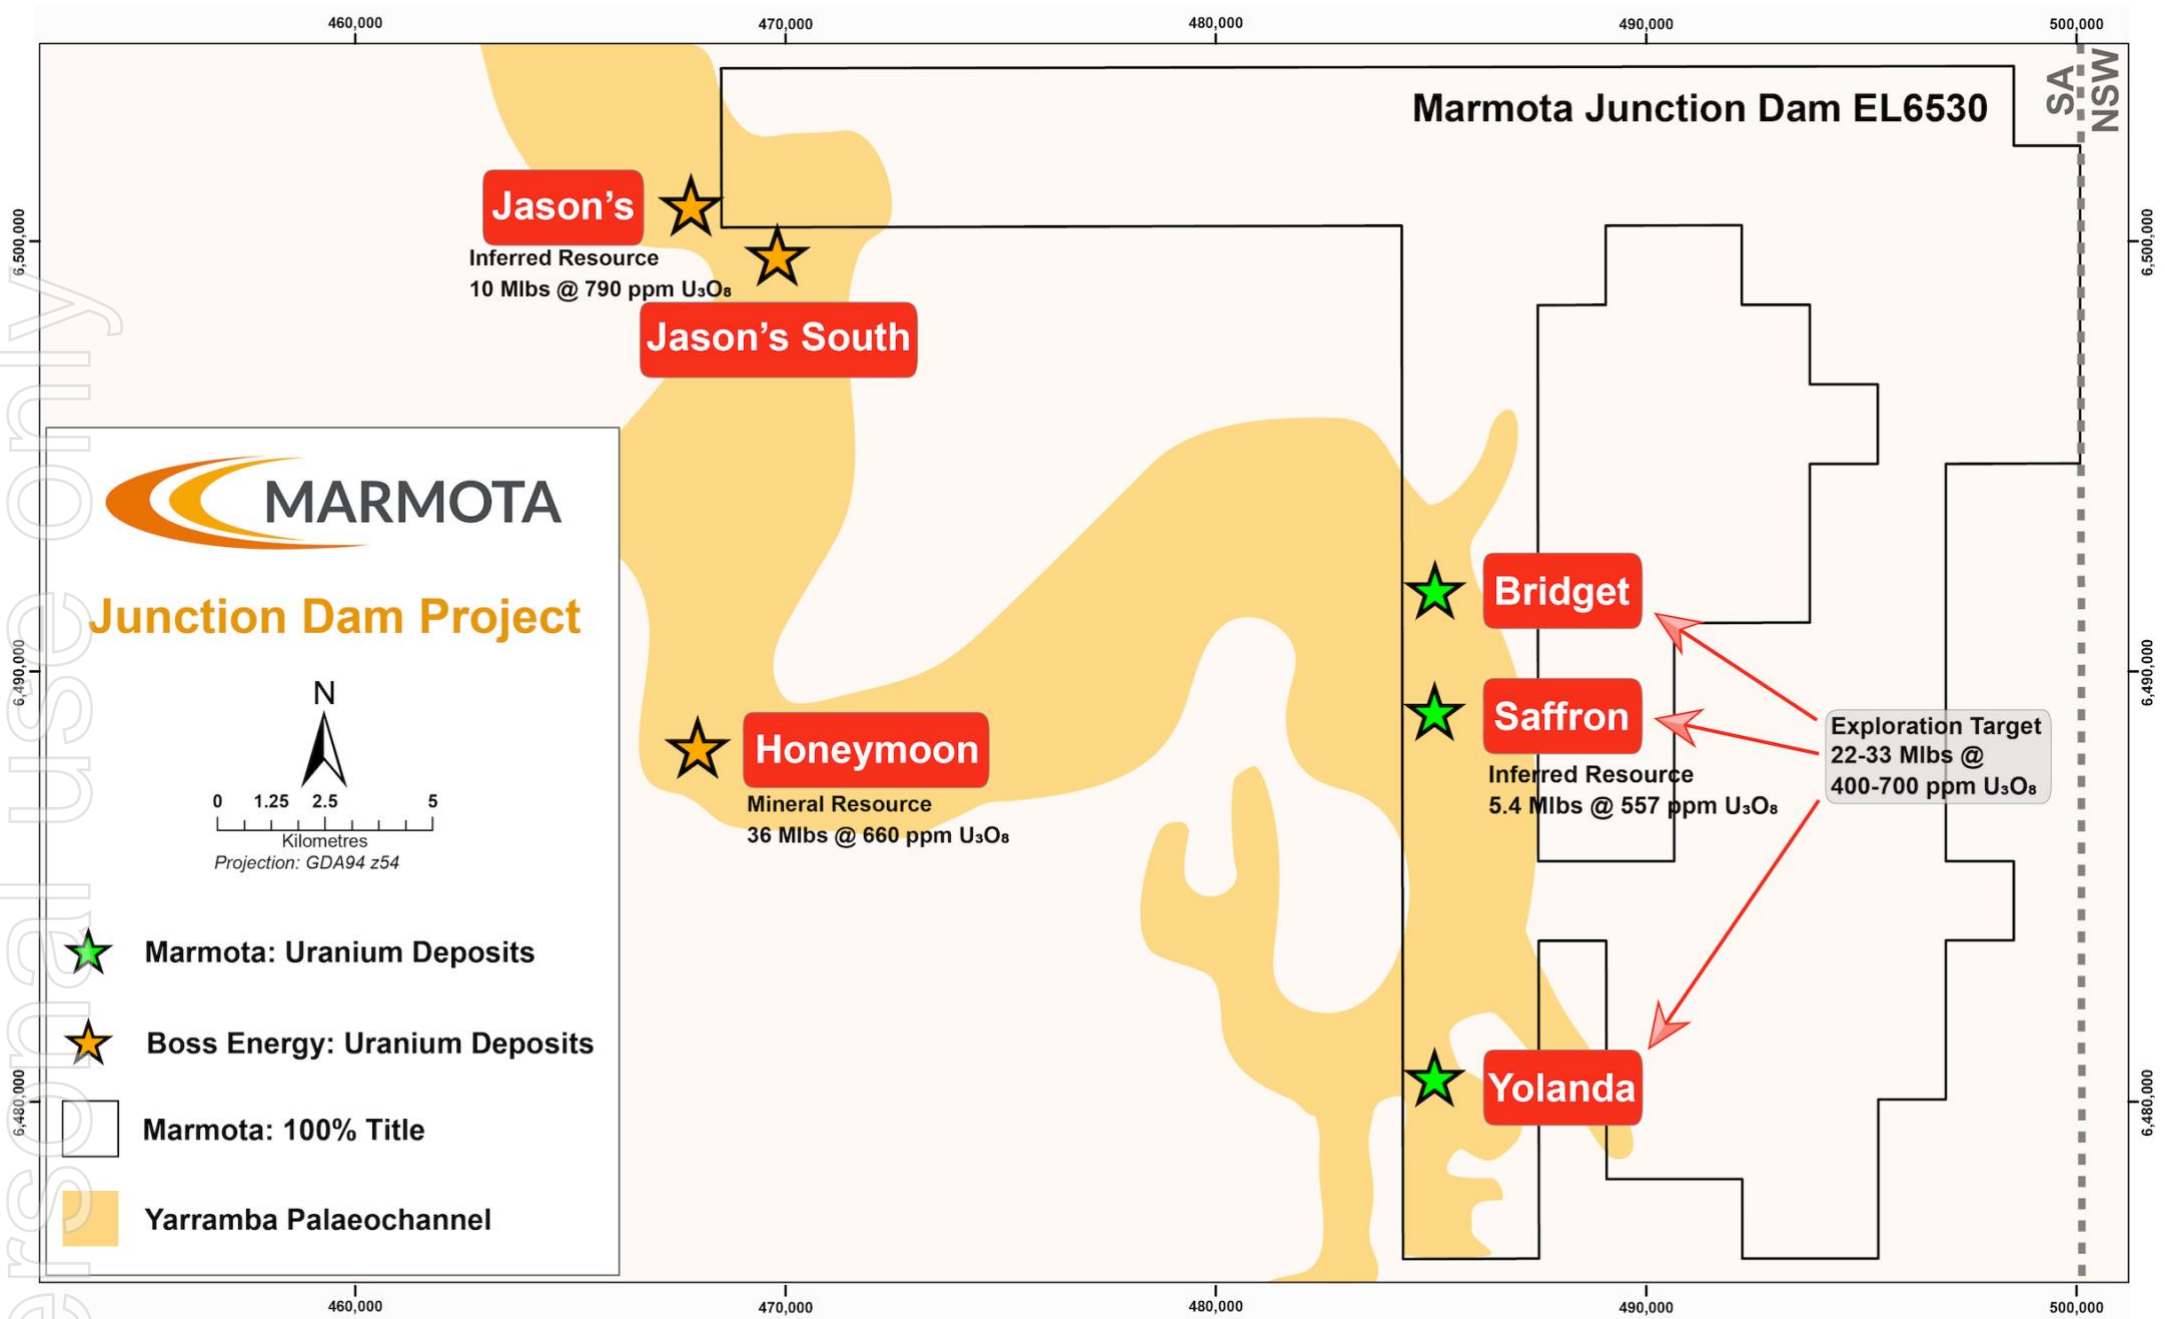 460,000
470,000
480,000
490,000
500,000
Marmota Junction Dam EL6530
SA
NSW
6,500,000
6,500,000
Jason's
Inferred Resource
10 Mlbs @ 790 ppm U₃O₈
Jason's South
MARMOTA
Junction Dam Project
N
0 1.25 2.5 5
Kilometres
Projection: GDA94 z54
Marmota: Uranium Deposits
Boss Energy: Uranium Deposits
Marmota: 100% Title
Yarramba Palaeochannel
Honeymoon
Mineral Resource
36 Mlbs @ 660 ppm U₃O₈
Bridget
Saffron
Inferred Resource
5.4 Mlbs @ 557 ppm U₃O₈
Exploration Target
22-33 Mlbs @
400-700 ppm U₃O₈
Yolanda
6,490,000
6,490,000
6,480,000
6,480,000
460,000
470,000
480,000
490,000
500,000
ersonal use only